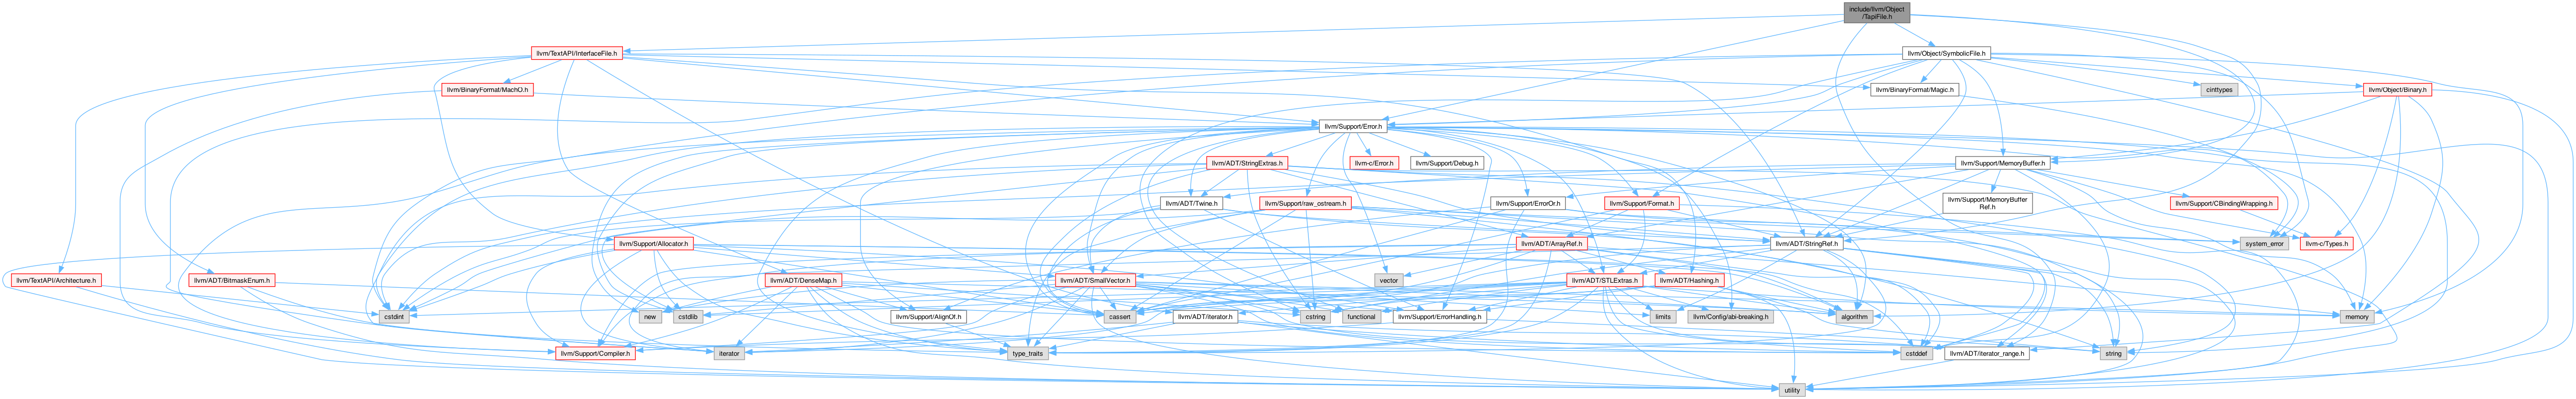 include/llvm/Object
/TapiFile.h
llvm/TextAPI/InterfaceFile.h
llvm/Object/SymbolicFile.h
llvm/BinaryFormat/MachO.h
llvm/BinaryFormat/Magic.h
cinttypes
llvm/Object/Binary.h
llvm/Support/Error.h
llvm/ADT/StringExtras.h
llvm-c/Error.h
llvm/Support/Debug.h
llvm/Support/MemoryBuffer.h
llvm/ADT/Twine.h
llvm/Support/raw_ostream.h
llvm/Support/ErrorOr.h
llvm/Support/Format.h
llvm/Support/MemoryBuffer
Ref.h
llvm/Support/CBindingWrapping.h
llvm/Support/Allocator.h
llvm/ADT/ArrayRef.h
llvm/ADT/StringRef.h
system_error
llvm-c/Types.h
llvm/TextAPI/Architecture.h
llvm/ADT/BitmaskEnum.h
llvm/ADT/DenseMap.h
llvm/ADT/SmallVector.h
vector
llvm/ADT/STLExtras.h
llvm/ADT/Hashing.h
cstdint
new
cstdlib
llvm/Support/AlignOf.h
cassert
llvm/ADT/iterator.h
cstring
functional
llvm/Support/ErrorHandling.h
limits
llvm/Config/abi-breaking.h
algorithm
memory
llvm/Support/Compiler.h
iterator
type_traits
cstddef
llvm/ADT/iterator_range.h
string
utility